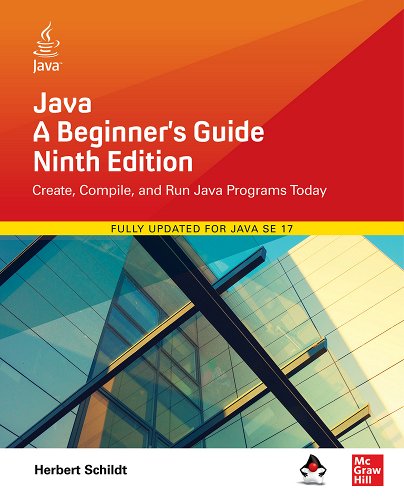 Java™
Java
A Beginner's Guide
Ninth Edition
Create, Compile, and Run Java Programs Today
FULLY UPDATED FOR JAVA SE 17
Herbert Schildt
Mc
Graw
Hill